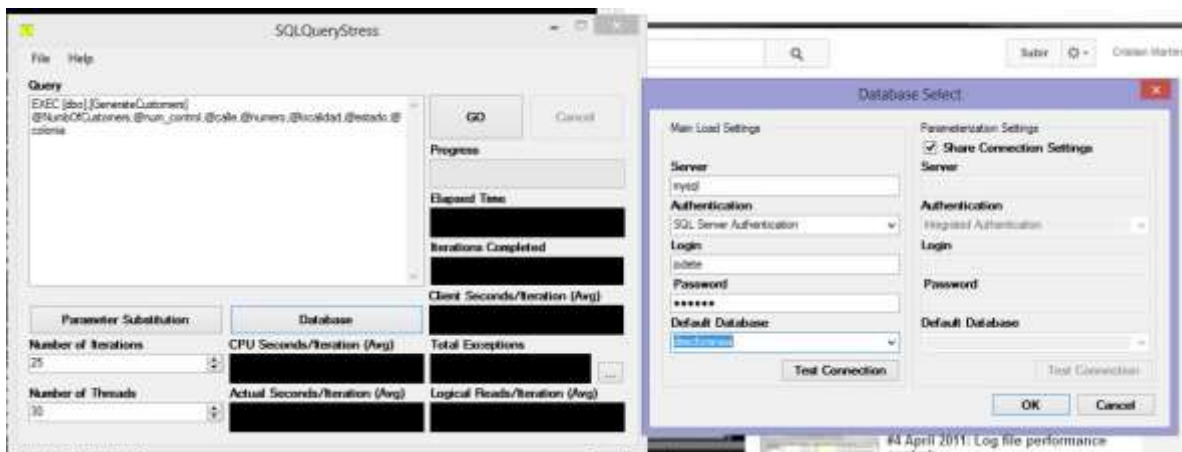 SQLQueryStress
File Help
Query
EXEC [dbo].[GenerateCustomers]
@NumbOfCustomers,@num_control,@calle,@numero,@localidad,@estado,@
colonia
GO
Cancel
Progress
Elapsed Time
Iterations Completed
Client Seconds/Iteration (Avg)
Parameter Substitution
Database
Number of Iterations
CPU Seconds/Iteration (Avg)
Total Exceptions
25
...
Number of Threads
Actual Seconds/Iteration (Avg)
Logical Reads/Iteration (Avg)
30
Subir
Database Select
Main Load Settings
Server
mysql
Authentication
SQL Server Authentication
Login
Password
●●●●●●
Default Database
Test Connection
Parameterization Settings
Share Connection Settings
Server
Authentication
Integrated Authentication
Login
Password
Default Database
Test Connection
OK
Cancel
#4 April 2011: Log file performance